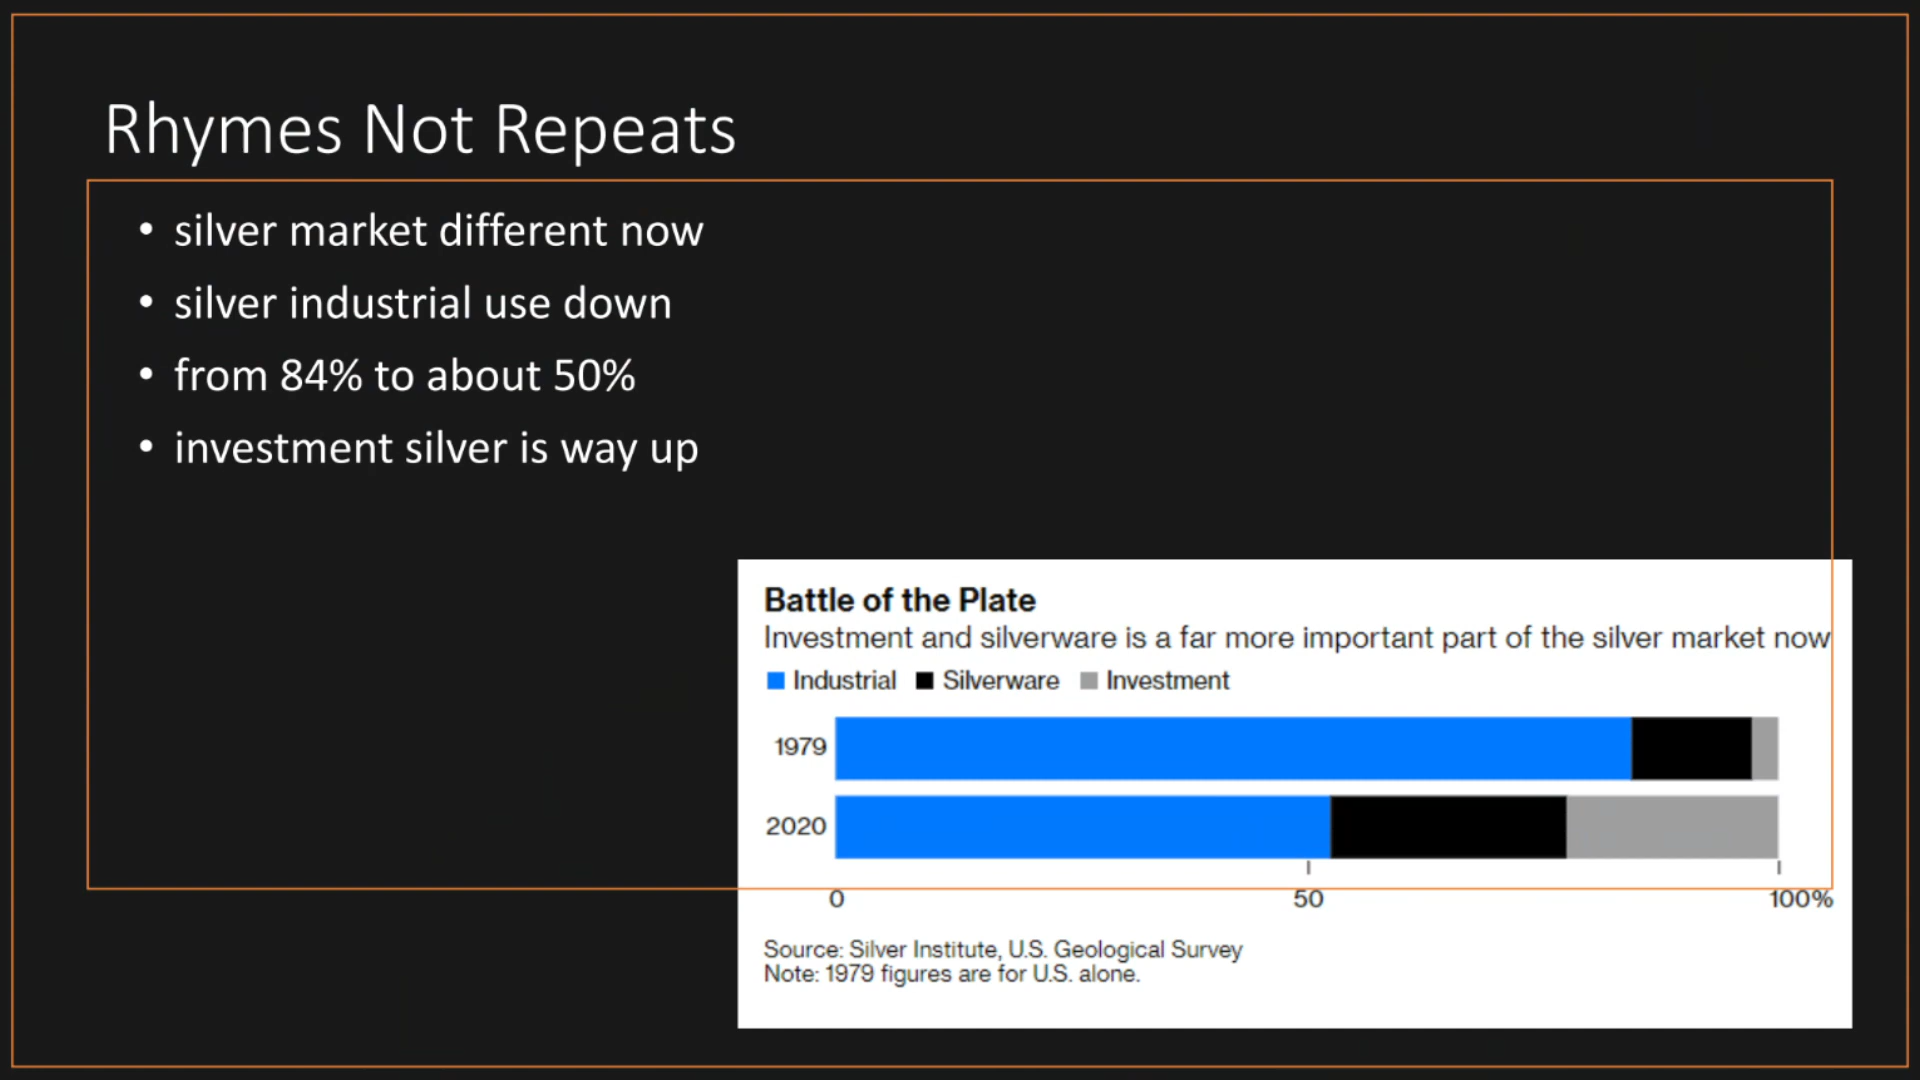 Rhymes Not Repeats
• silver market different now
• silver industrial use down
• from 84% to about 50%
• investment silver is way up
Battle of the Plate
Investment and silverware is a far more important part of the silver market now
Industrial Silverware Investment
1979
2020
0 50 100%
Source: Silver Institute, U.S. Geological Survey
Note: 1979 figures are for U.S. alone.